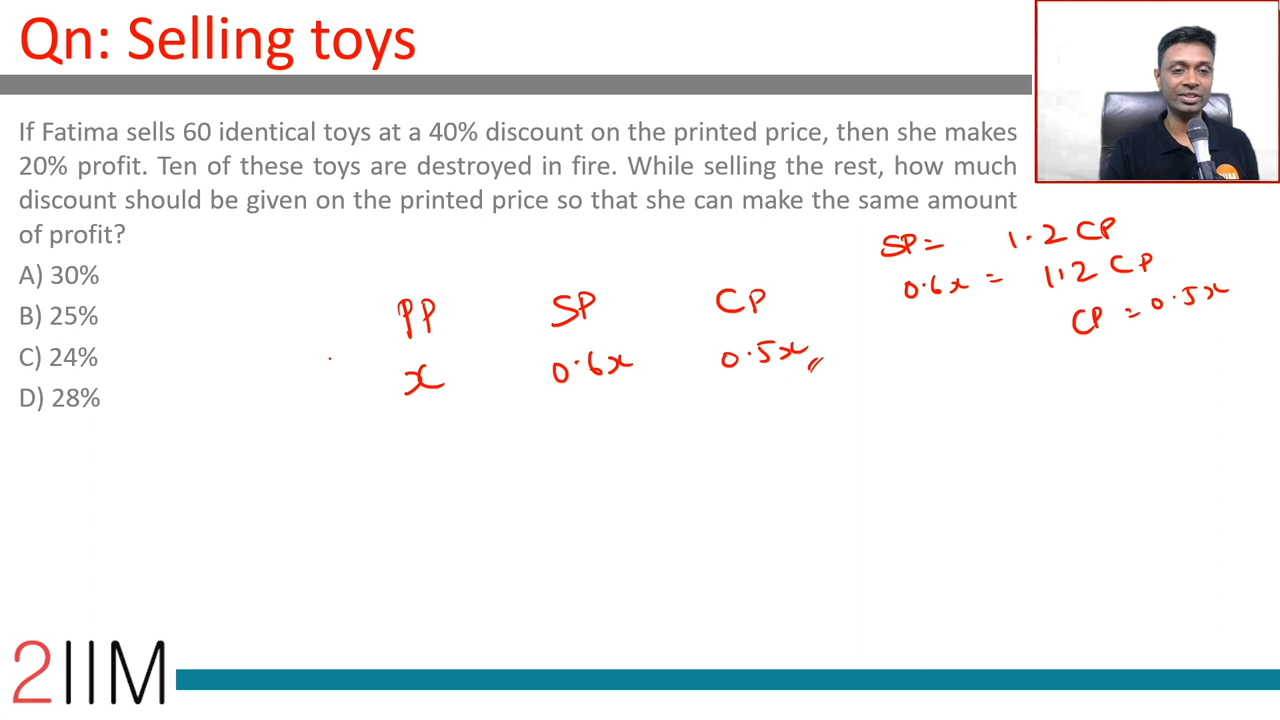 Qn: Selling toys
If Fatima sells 60 identical toys at a 40% discount on the printed price, then she makes
20% profit. Ten of these toys are destroyed in fire. While selling the rest, how much
discount should be given on the printed price so that she can make the same amount
of profit?
A) 30%
B) 25%
C) 24%
D) 28%
SP = 1.2 CP
0.6x = 1.2 CP
CP = 0.5x
PP SP CP
x 0.6x 0.5x
2IIM